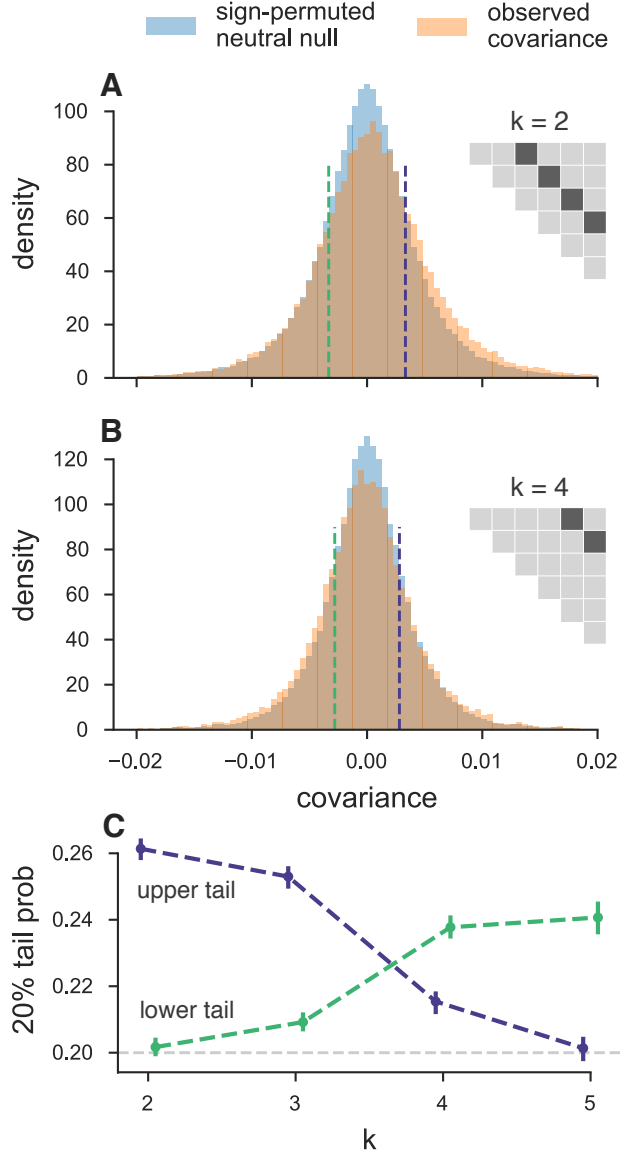 sign-permuted
neutral null
observed
covariance
A
k = 2
density
100
80
60
40
20
0
−0.01
B
k = 4
density
120
100
80
60
40
20
0
−0.02
−0.01
0.00
0.01
0.02
covariance
C
20% tail prob
0.26
0.24
0.22
0.20
upper tail
lower tail
2
3
4
5
k